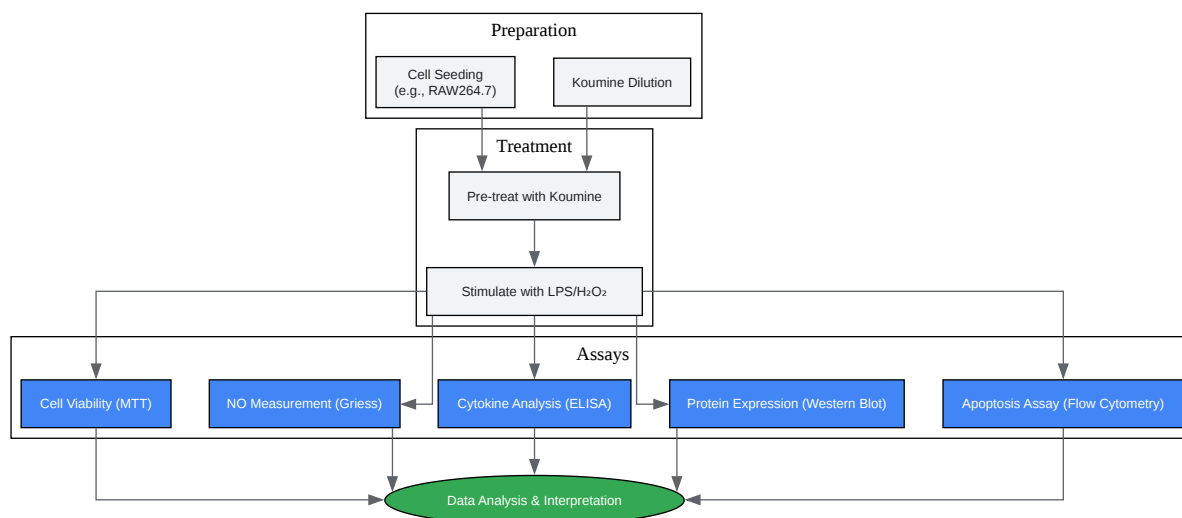 Preparation
Cell Seeding
(e.g., RAW264.7)
Koumine Dilution
Treatment
Pre-treat with Koumine
Stimulate with LPS/H₂O₂
Assays
Cell Viability (MTT)
NO Measurement (Griess)
Cytokine Analysis (ELISA)
Protein Expression (Western Blot)
Apoptosis Assay (Flow Cytometry)
Data Analysis & Interpretation